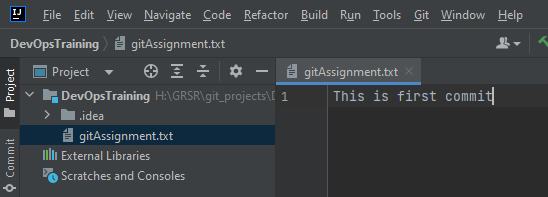 IJ File Edit View Navigate Code Refactor Build Run Tools Git Window Help
DevOpsTraining gitAssignment.txt
Project
Project
gitAssignment.txt
DevOpsTraining H:\GRSR\git_projects\
1 This is first commit
.idea
gitAssignment.txt
External Libraries
Scratches and Consoles
Commit